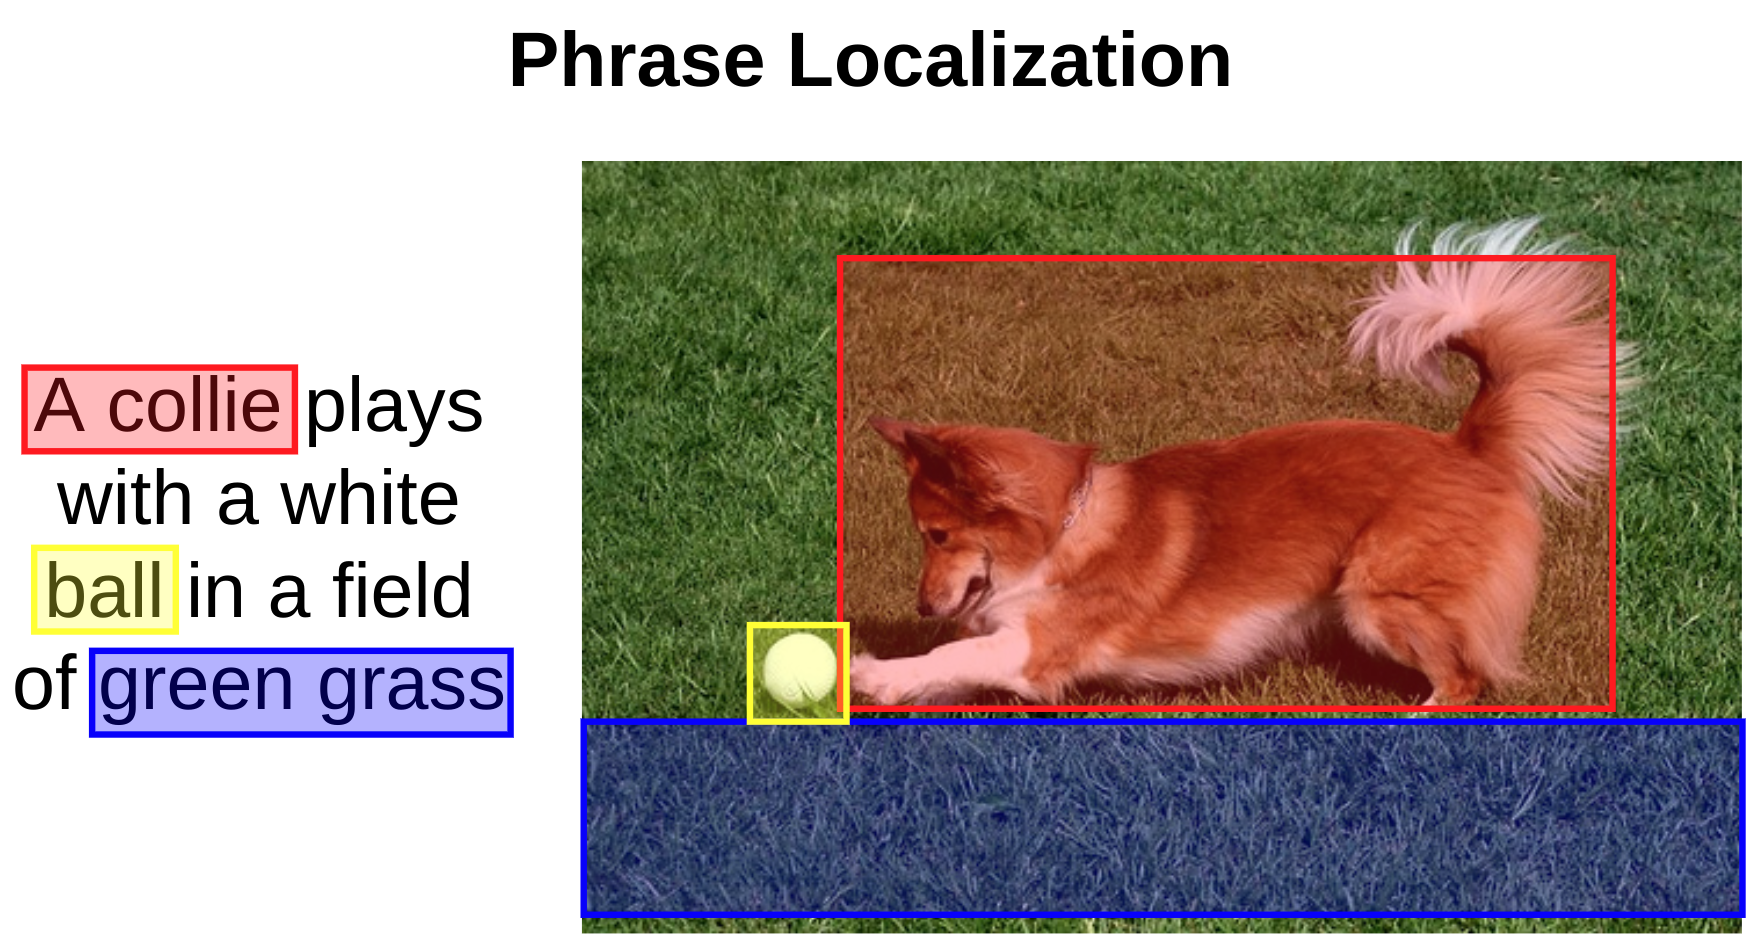 Phrase Localization
A collie plays
with a white
ball in a field
of green grass